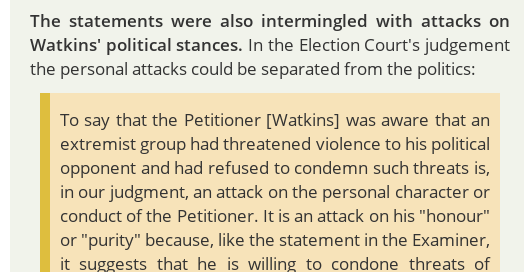 The statements were also intermingled with attacks on
Watkins' political stances. In the Election Court's judgement
the personal attacks could be separated from the politics:
To say that the Petitioner [Watkins] was aware that an
extremist group had threatened violence to his political
opponent and had refused to condemn such threats is,
in our judgment, an attack on the personal character or
conduct of the Petitioner. It is an attack on his "honour"
or "purity" because, like the statement in the Examiner,
it suggests that he is willing to condone threats of